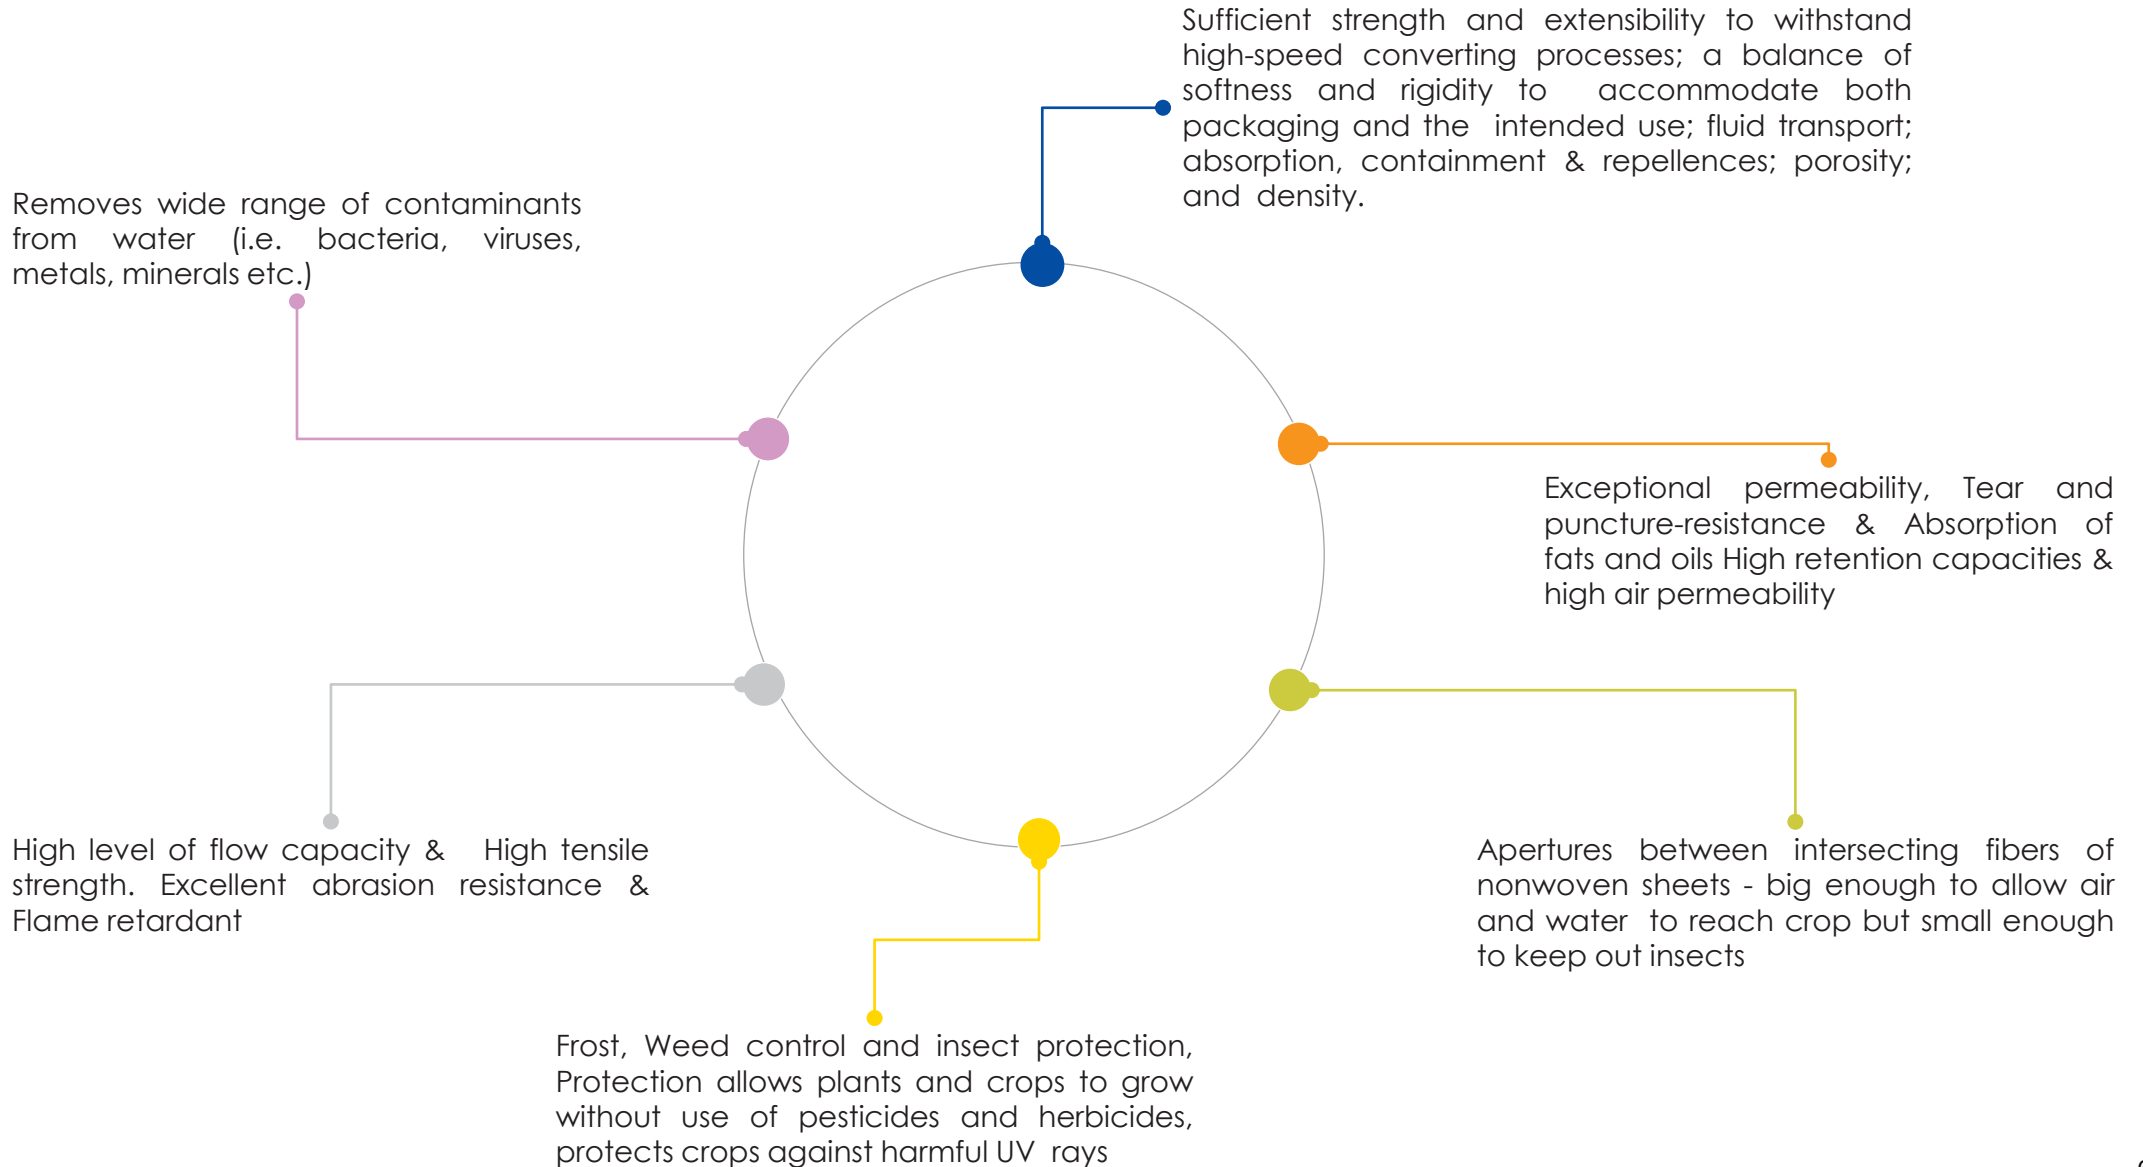 Sufficient strength and extensibility to withstand
high-speed converting processes; a balance of
softness and rigidity to accommodate both
packaging and the intended use; fluid transport;
absorption, containment & repellences; porosity;
and density.
Removes wide range of contaminants
from water (i.e. bacteria, viruses,
metals, minerals etc.)
Exceptional permeability, Tear and
puncture-resistance & Absorption of
fats and oils High retention capacities &
high air permeability
High level of flow capacity & High tensile
strength. Excellent abrasion resistance &
Flame retardant
Apertures between intersecting fibers of
nonwoven sheets - big enough to allow air
and water to reach crop but small enough
to keep out insects
Frost, Weed control and insect protection,
Protection allows plants and crops to grow
without use of pesticides and herbicides,
protects crops against harmful UV rays